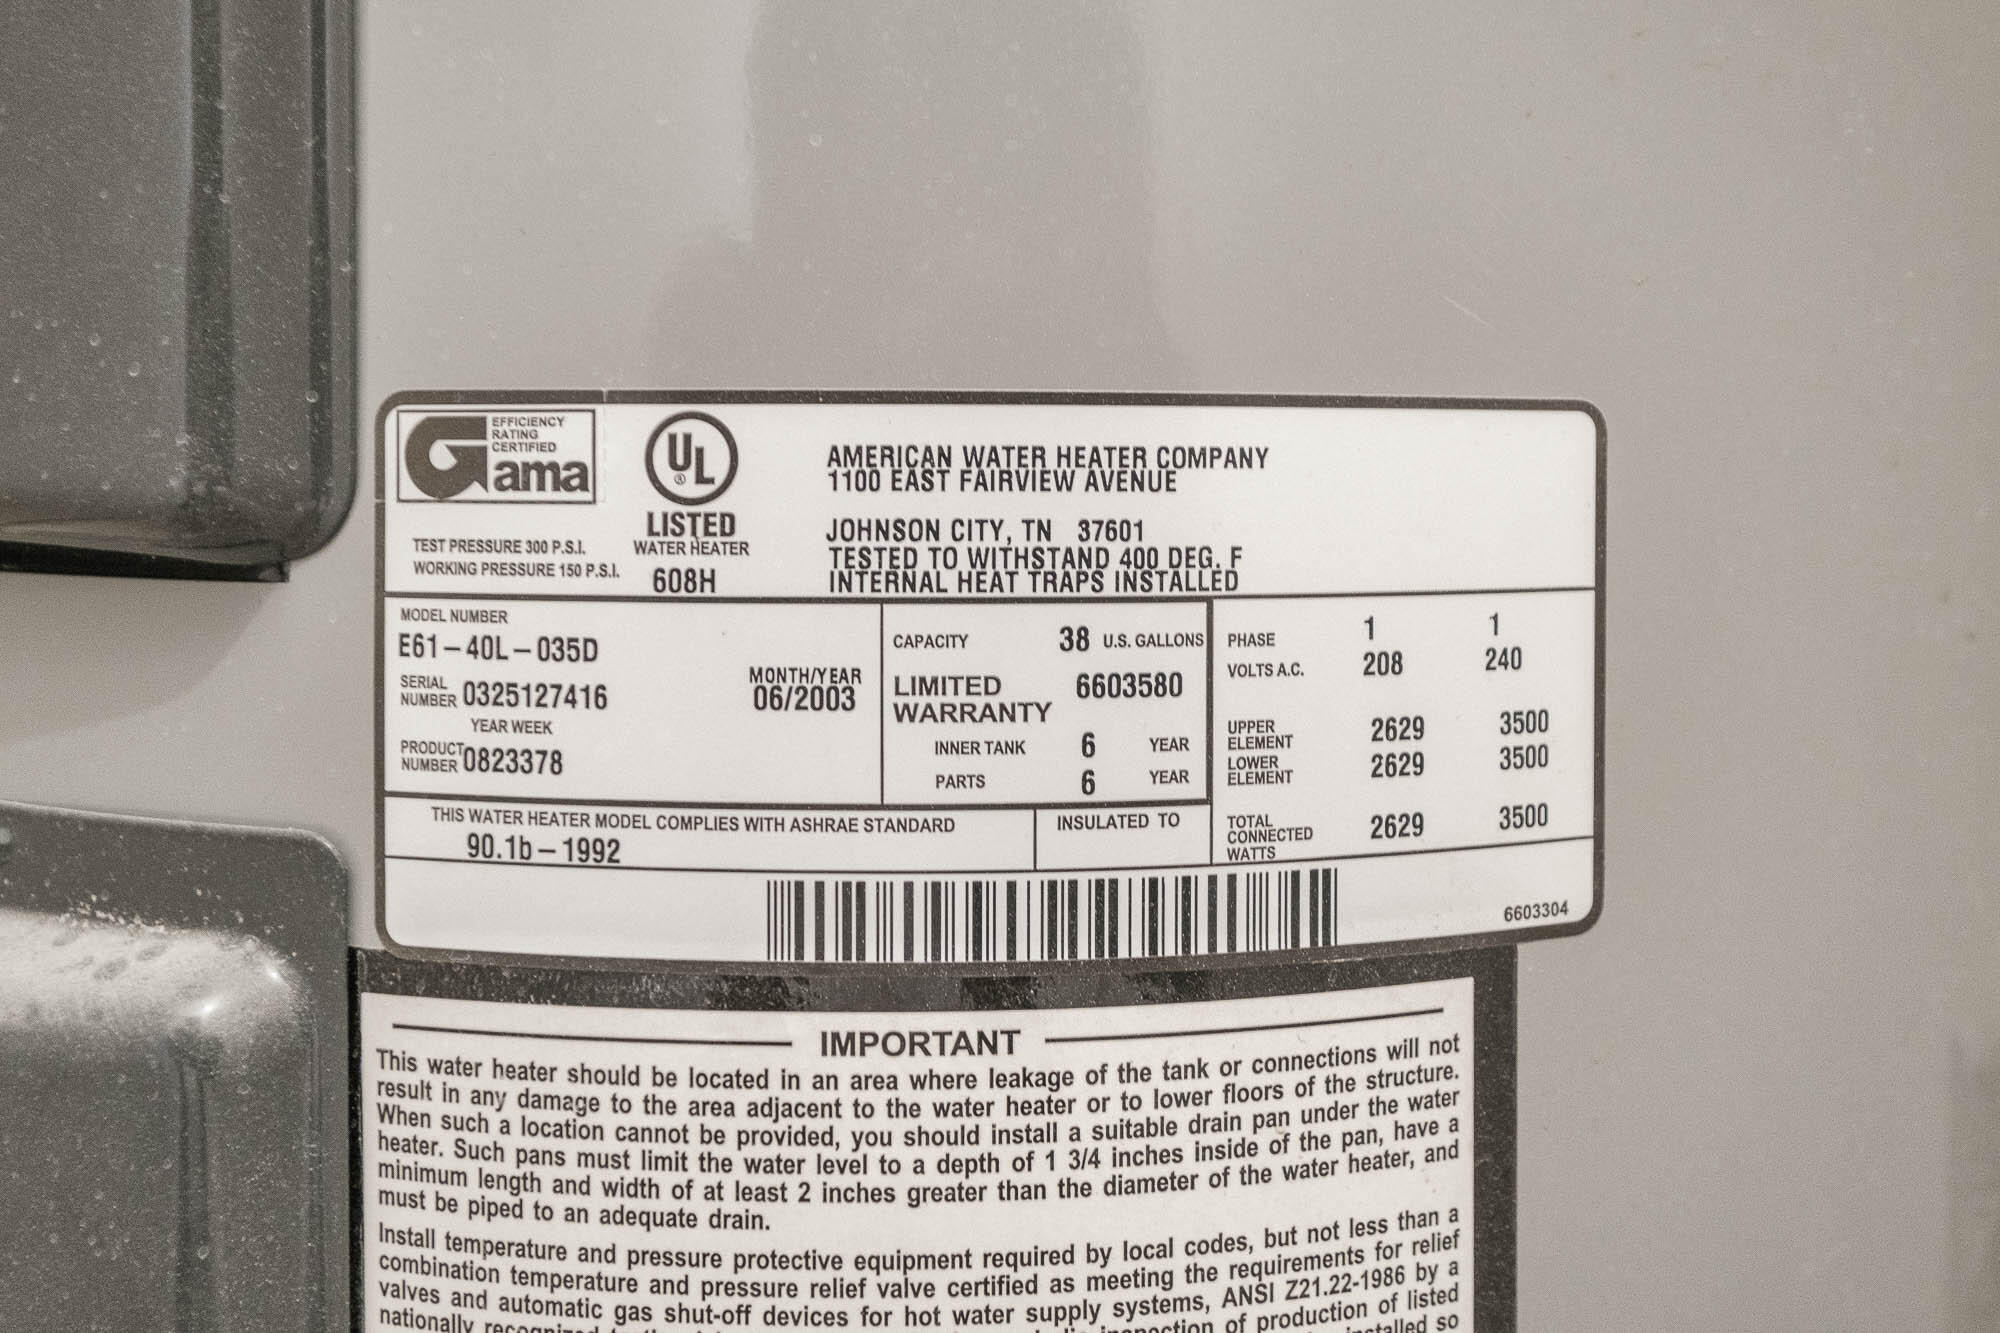 EFFICIENCY
RATING
CERTIFIED
Gama
TEST PRESSURE 300 P.S.I.
WORKING PRESSURE 150 P.S.I.
UL
®
LISTED
WATER HEATER
608H
AMERICAN WATER HEATER COMPANY
1100 EAST FAIRVIEW AVENUE
JOHNSON CITY, TN 37601
TESTED TO WITHSTAND 400 DEG. F
INTERNAL HEAT TRAPS INSTALLED
MODEL NUMBER
E61-40L-035D
SERIAL NUMBER 0325127416
YEAR WEEK
MONTH/YEAR
06/2003
PRODUCT NUMBER 0823378
CAPACITY 38 U.S. GALLONS
LIMITED WARRANTY 6603580
INNER TANK 6 YEAR
PARTS 6 YEAR
PHASE 1 1
VOLTS A.C. 208 240
UPPER ELEMENT 2629 3500
LOWER ELEMENT 2629 3500
TOTAL CONNECTED WATTS 2629 3500
THIS WATER HEATER MODEL COMPLIES WITH ASHRAE STANDARD
90.1b-1992
INSULATED TO
6603304
IMPORTANT
This water heater should be located in an area where leakage of the tank or connections will not
result in any damage to the area adjacent to the water heater or to lower floors of the structure.
When such a location cannot be provided, you should install a suitable drain pan under the water
heater. Such pans must limit the water level to a depth of 1 3/4 inches inside of the pan, have a
minimum length and width of at least 2 inches greater than the diameter of the water heater, and
must be piped to an adequate drain.
Install temperature and pressure protective equipment required by local codes, but not less than a
combination temperature and pressure relief valve certified as meeting the requirements for relief
valves and automatic gas shut-off devices for hot water supply systems, ANSI Z21.22-1986 by a
nationally of production of listed
so